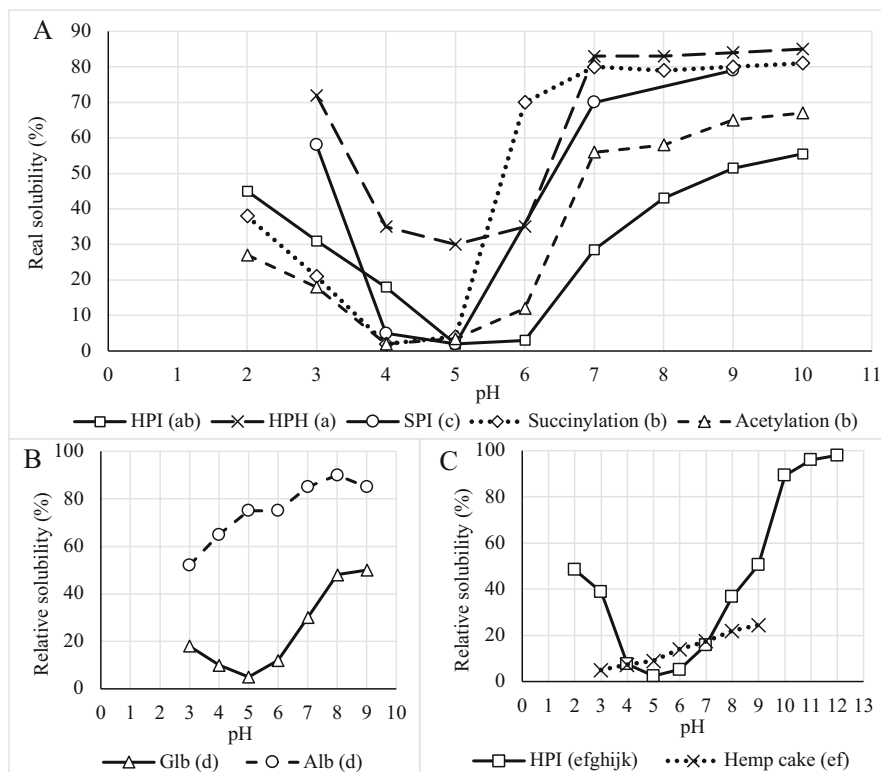 A
Real solubility (%)
90
80
70
60
50
40
30
20
10
0
0 1 2 3 4 5 6 7 8 9 10 11
pH
HPI (ab) HPH (a) SPI (c) Succinylation (b) Acetylation (b)
B
Relative solubility (%)
100
80
60
40
20
0
0 1 2 3 4 5 6 7 8 9 10
pH
Glb (d) Alb (d)
C
Relative solubility (%)
100
80
60
40
20
0
0 1 2 3 4 5 6 7 8 9 10 11 12 13
pH
HPI (efghijk) Hemp cake (ef)